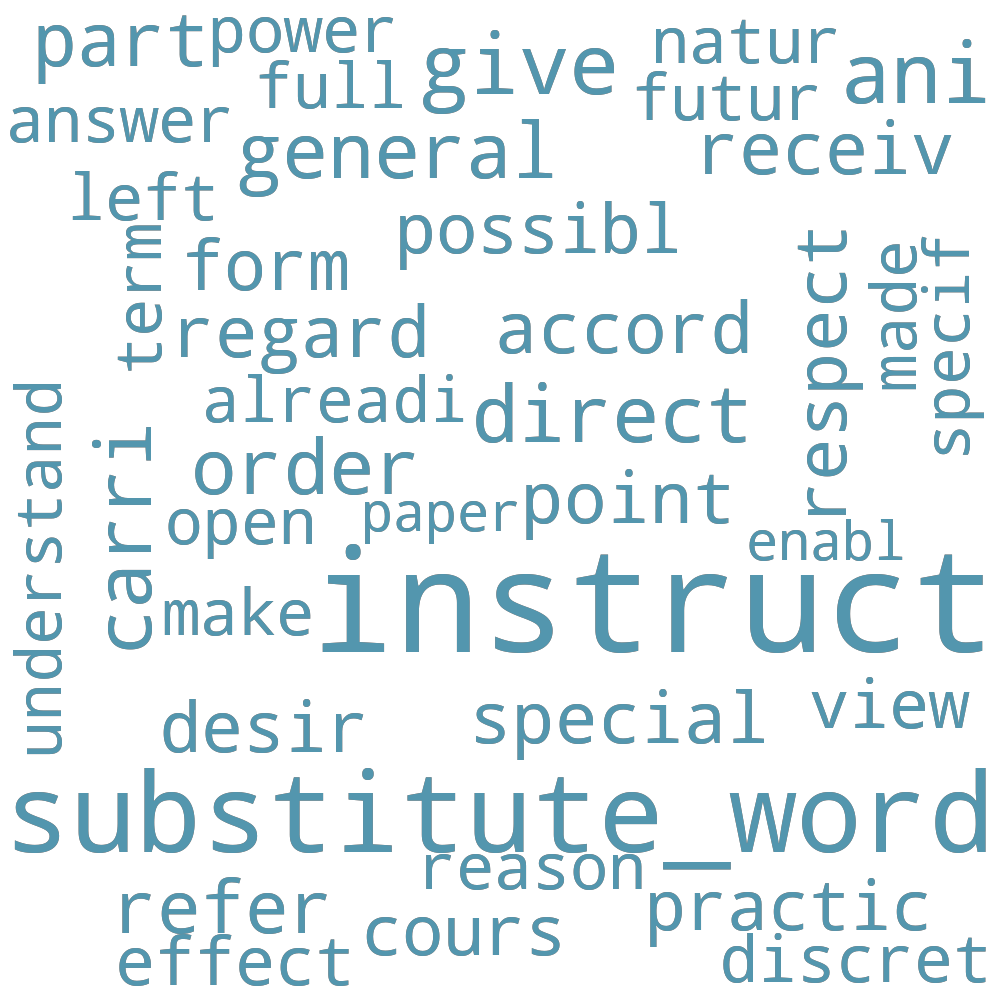 part
power
give
natur
ani
full
futur
answer
general
receiv
left
possibl
term
form
respect
made
specif
regard
accord
alreadi
direct
understand
carri
order
open
paper
point
enabl
make
instruct
desir
special
view
substitute_word
reason
refer
cours
practic
effect
discret